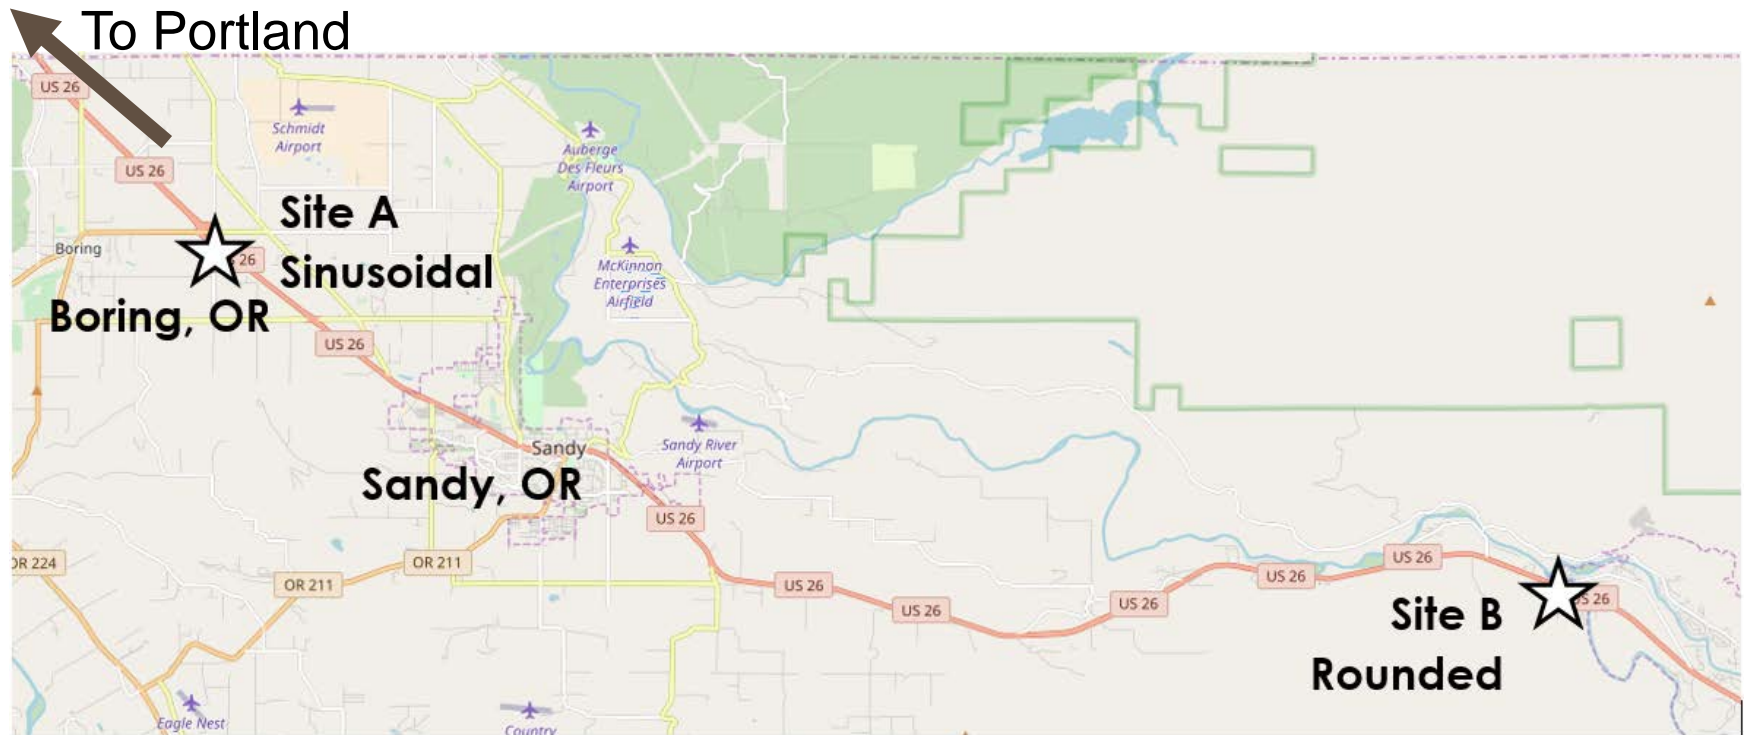 To Portland
US 26
Schmidt
Airport
Auberge
Des Fleurs
Airport
US 26
Site A
Sinusoidal
Boring
26
McKinnon
Enterprises
Airfield
Boring, OR
US 26
Sandy
Sandy River
Airport
Sandy, OR
US 26
OR 224
OR 211
OR 211
US 26
US 26
US 26
US 26
US 26
US 26
Site B
Rounded
Eagle Nest
Country